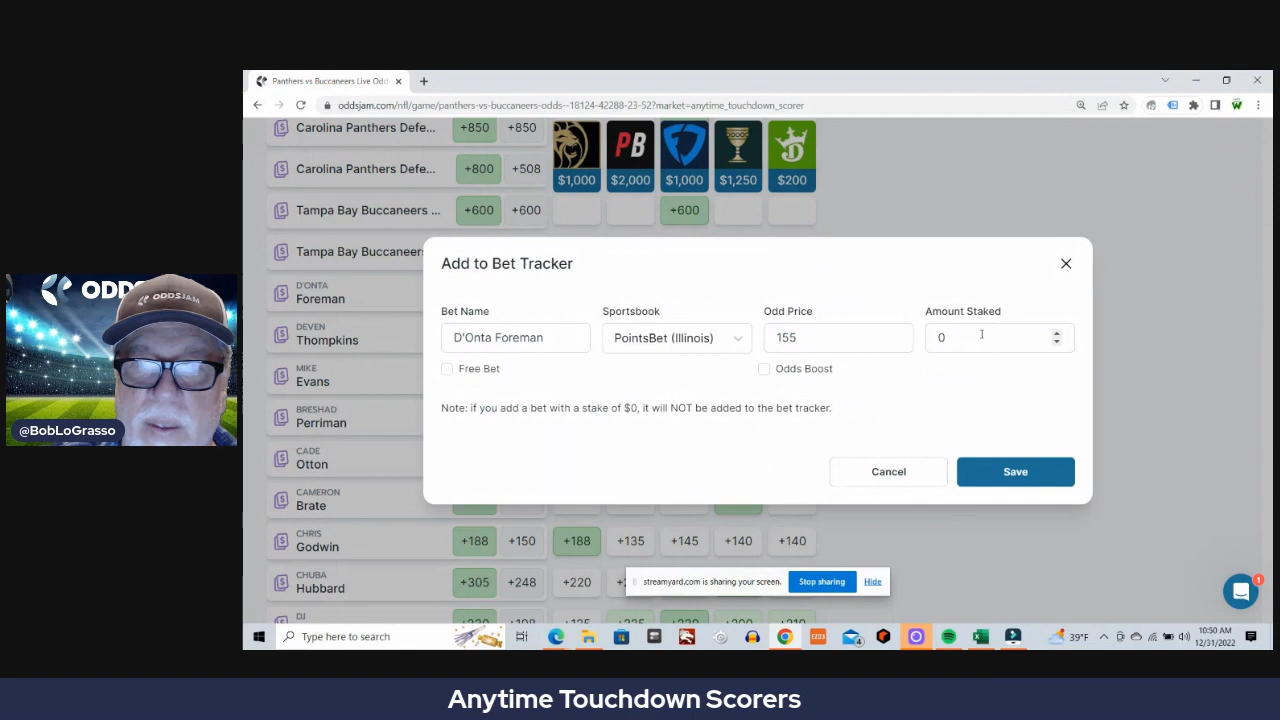 Panthers vs Buccaneers Live Odd
oddsjam.com/nfl/game/panthers-vs-buccaneers-odds--18124-42288-23-52?market=anytime_touchdown_scorer
Carolina Panthers Defe... +850 +850
PB
$1,000 $2,000 $1,000 $1,250 $200
Carolina Panthers Defe... +800 +508
Tampa Bay Buccaneers ... +600 +600 +600
Tampa Bay Buccaneers
Add to Bet Tracker
Bet Name Sportsbook Odd Price Amount Staked
D'Onta Foreman PointsBet (Illinois) 155 0
Free Bet Odds Boost
Note: if you add a bet with a stake of $0, it will NOT be added to the bet tracker.
Cancel Save
D'ONTA
Foreman
DEVEN
Thompkins
MIKE
Evans
BRESHAD
Perriman
CADE
Otton
CAMERON
Brate
CHRIS
Godwin +188 +150 +188 +135 +145 +140 +140
CHUBA
Hubbard +305 +248 +220
DJ
streamyard.com is sharing your screen. Stop sharing Hide
1
Type here to search
4
39°F
10:50 AM
12/31/2022
ODDSJAM
@BobLoGrasso
Anytime Touchdown Scorers